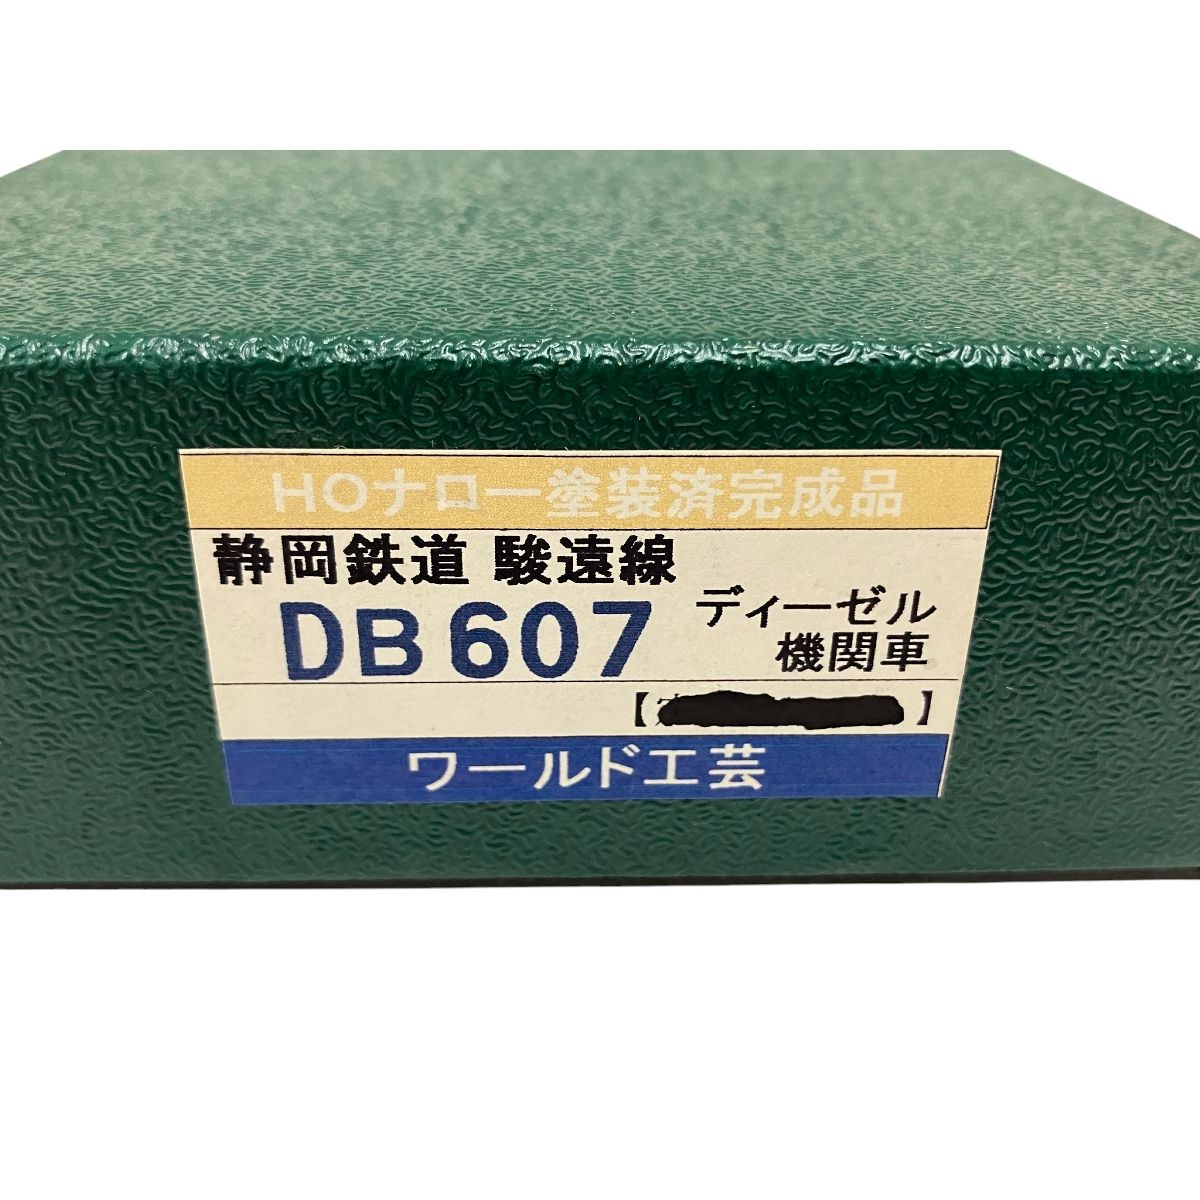 HOナロー塗装済完成品
静岡鉄道 駿遠線
DB607 ディーゼル
機関車
【 】
ワールド工芸